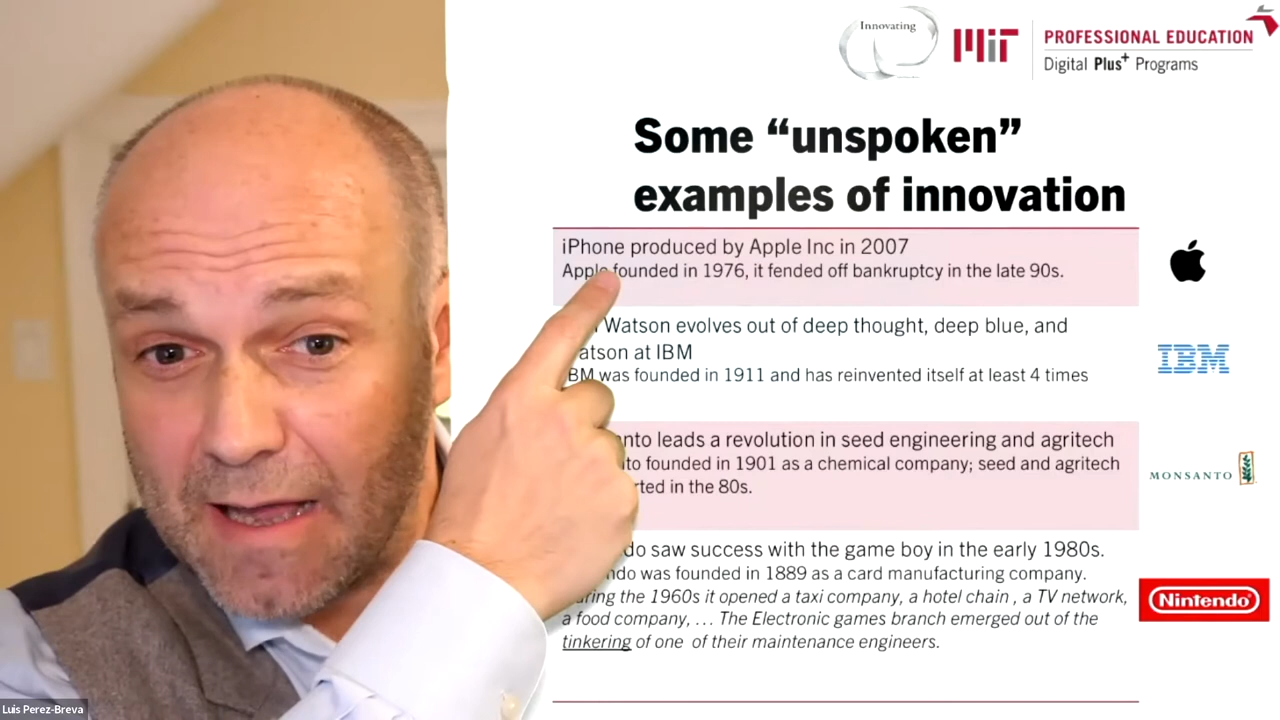 Innovating
MIT
PROFESSIONAL EDUCATION
Digital Plus+ Programs
Some “unspoken”
examples of innovation
iPhone produced by Apple Inc in 2007
Apple founded in 1976, it fended off bankruptcy in the late 90s.
Watson evolves out of deep thought, deep blue, and
atson at IBM
BM was founded in 1911 and has reinvented itself at least 4 times
IBM
nto leads a revolution in seed engineering and agritech
to founded in 1901 as a chemical company; seed and agritech
rted in the 80s.
MONSANTO
do saw success with the game boy in the early 1980s.
ndo was founded in 1889 as a card manufacturing company.
ring the 1960s it opened a taxi company, a hotel chain , a TV network,
a food company, … The Electronic games branch emerged out of the
tinkering of one of their maintenance engineers.
Nintendo
Luis Perez-Breva